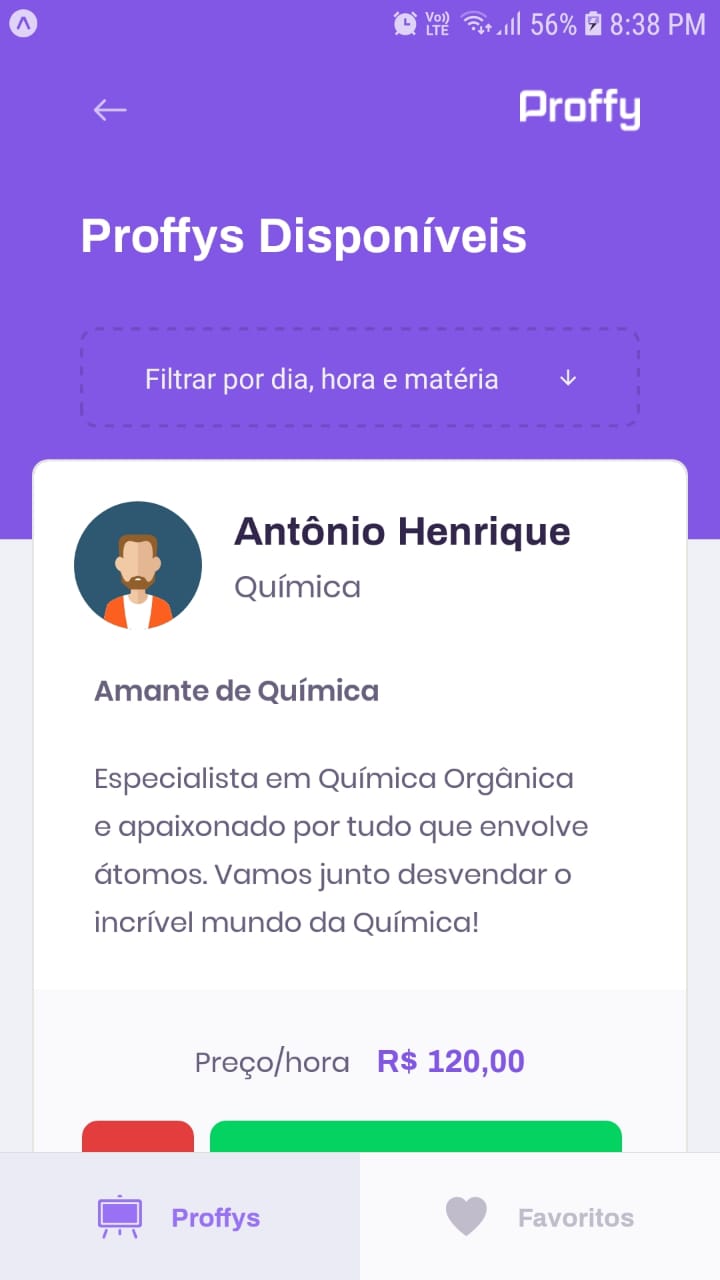 Vo)) LTE 56% 8:38 PM
Proffy
Proffys Disponíveis
Filtrar por dia, hora e matéria
Antônio Henrique
Química
Amante de Química
Especialista em Química Orgânica
e apaixonado por tudo que envolve
átomos. Vamos junto desvendar o
incrível mundo da Química!
Preço/hora R$ 120,00
Proffys Favoritos